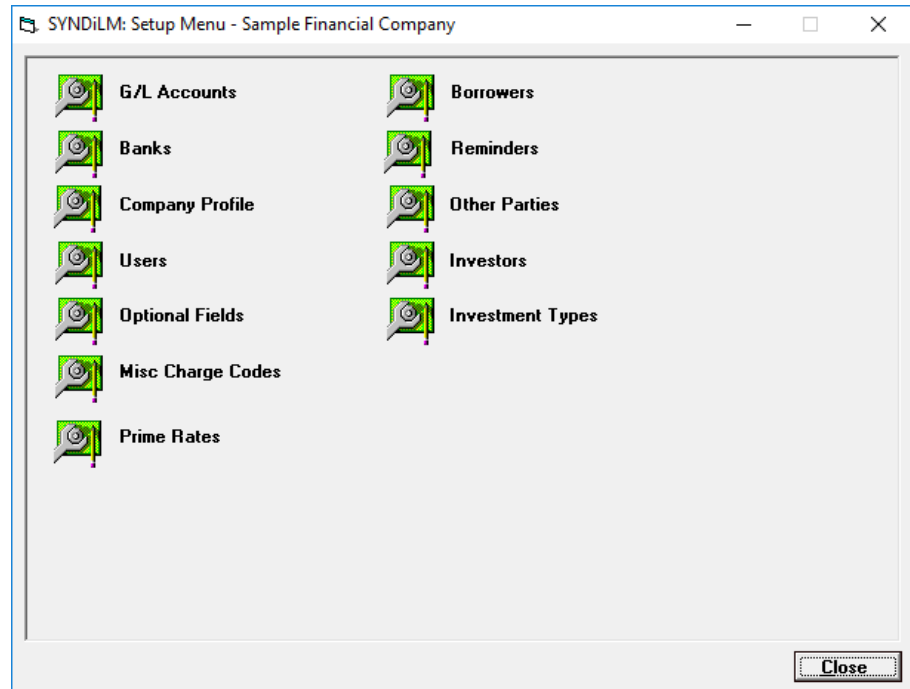 SYNDiLM: Setup Menu - Sample Financial Company
G/L Accounts
Banks
Company Profile
Users
Optional Fields
Misc Charge Codes
Prime Rates
Borrowers
Reminders
Other Parties
Investors
Investment Types
Close